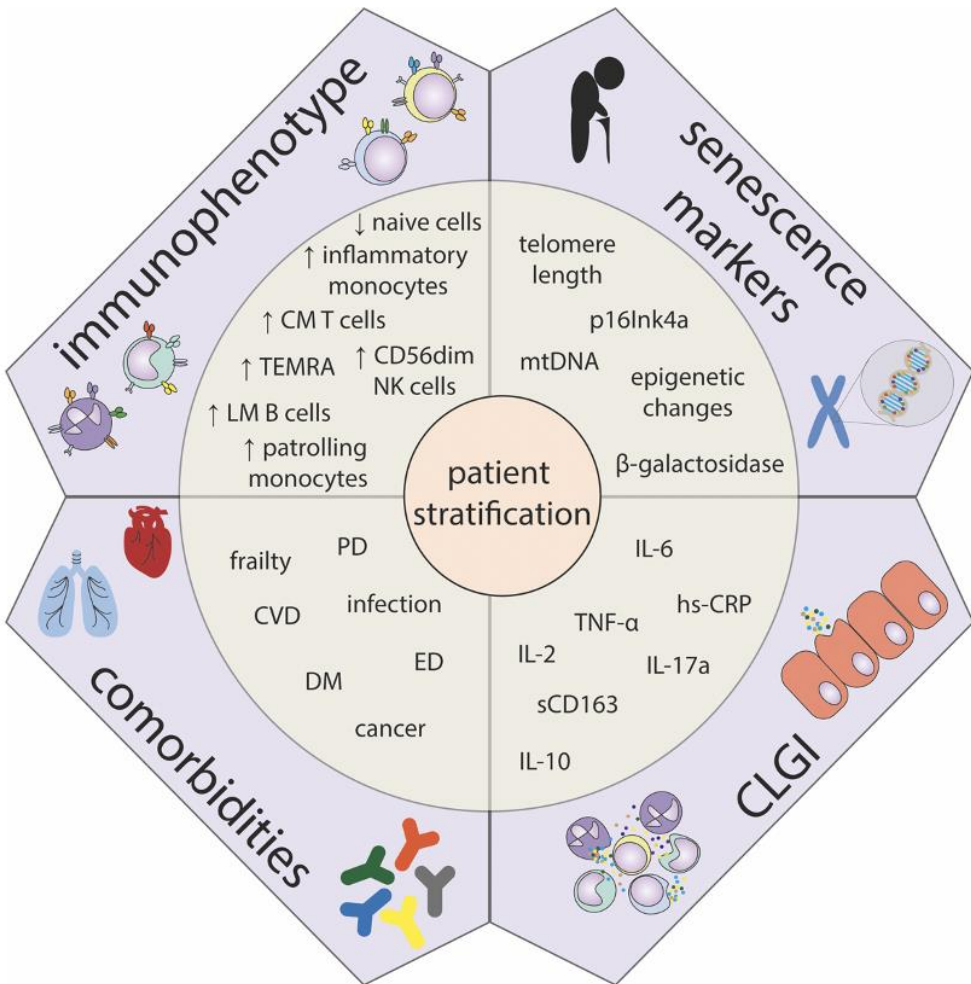 immunophenotype
↓ naive cells
↑ inflammatory
monocytes
↑ CM T cells
↑ TEMRA
↑ CD56dim
NK cells
↑ LM B cells
↑ patrolling
monocytes
senescence
markers
telomere
length
p16Ink4a
mtDNA
epigenetic
changes
β-galactosidase
patient
stratification
comorbidities
frailty
PD
CVD
infection
DM
ED
cancer
CLGI
IL-6
hs-CRP
TNF-α
IL-2
IL-17a
sCD163
IL-10